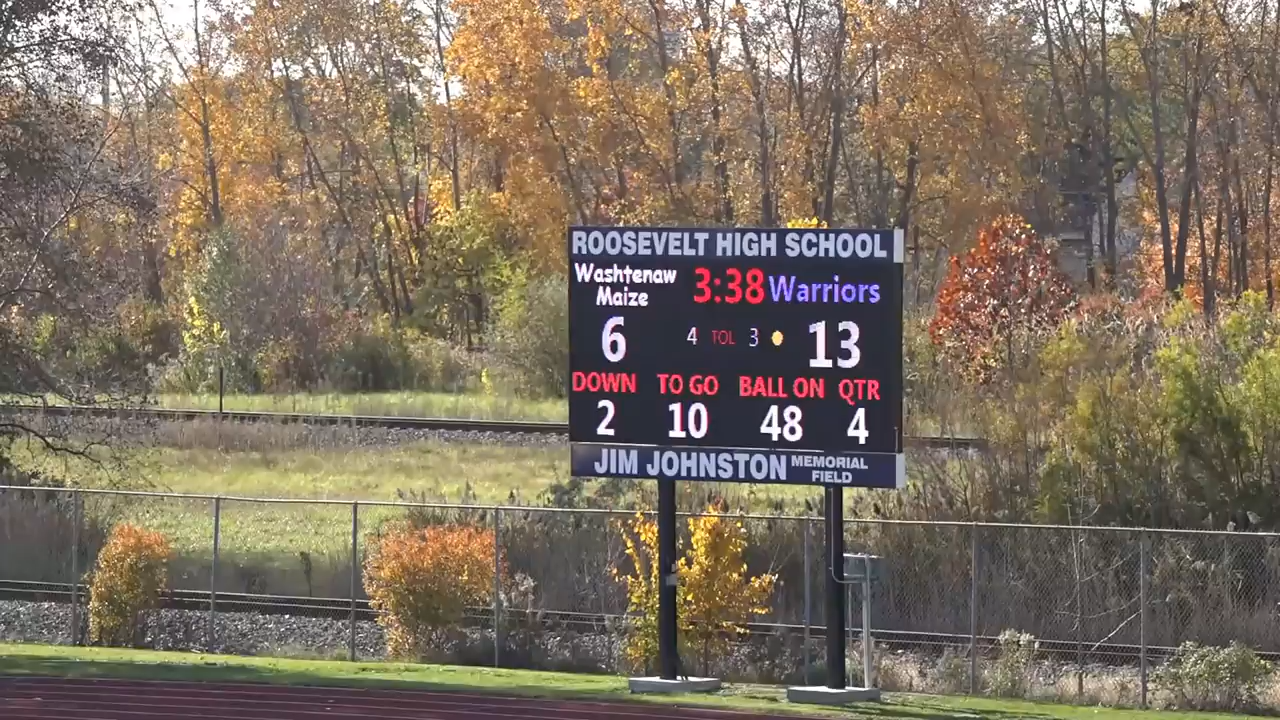 ROOSEVELT HIGH SCHOOL
Washtenaw Maize 3:38 Warriors
6 4 TOL 3 13
DOWN TO GO BALL ON QTR
2 10 48 4
JIM JOHNSTON MEMORIAL FIELD